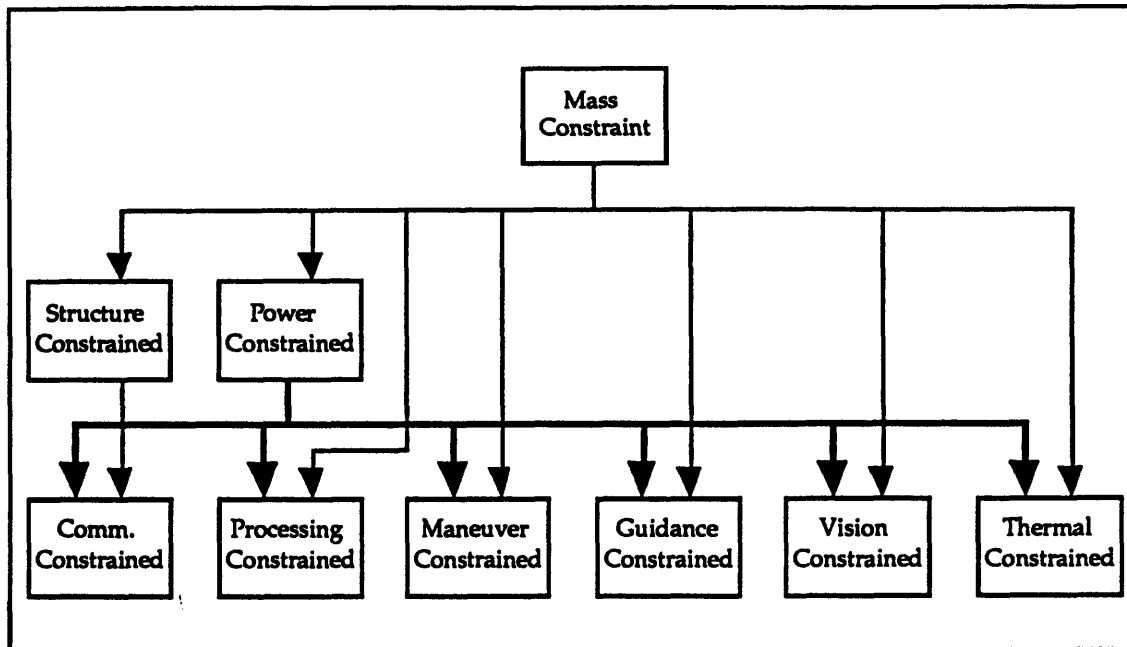 Mass
Constraint
Structure
Constrained
Power
Constrained
Comm.
Constrained
Processing
Constrained
Maneuver
Constrained
Guidance
Constrained
Vision
Constrained
Thermal
Constrained